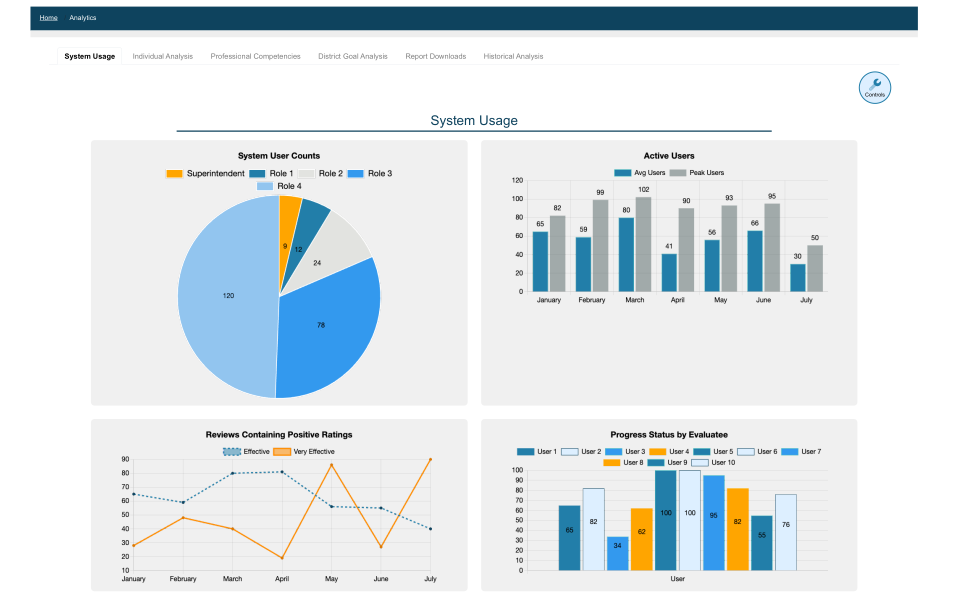 Home Analytics
System Usage Individual Analysis Professional Competencies District Goal Analysis Report Downloads Historical Analysis
Controls
System Usage
System User Counts
Superintendent Role 1 Role 2 Role 3
Role 4
9
12
24
120
78
Active Users
Avg Users Peak Users
120
100
80
60
40
20
0
65 82 59 99 80 102 41 90 56 93 66 95 30 50
January February March April May June July
Reviews Containing Positive Ratings
Effective Very Effective
90
80
70
60
50
40
30
20
10
January February March April May June July
Progress Status by Evaluatee
User 1 User 2 User 3 User 4 User 5 User 6 User 7
User 8 User 9 User 10
100
90
80
70
60
50
40
30
20
10
0
65 82 34 62 100 100 95 82 55 76
User